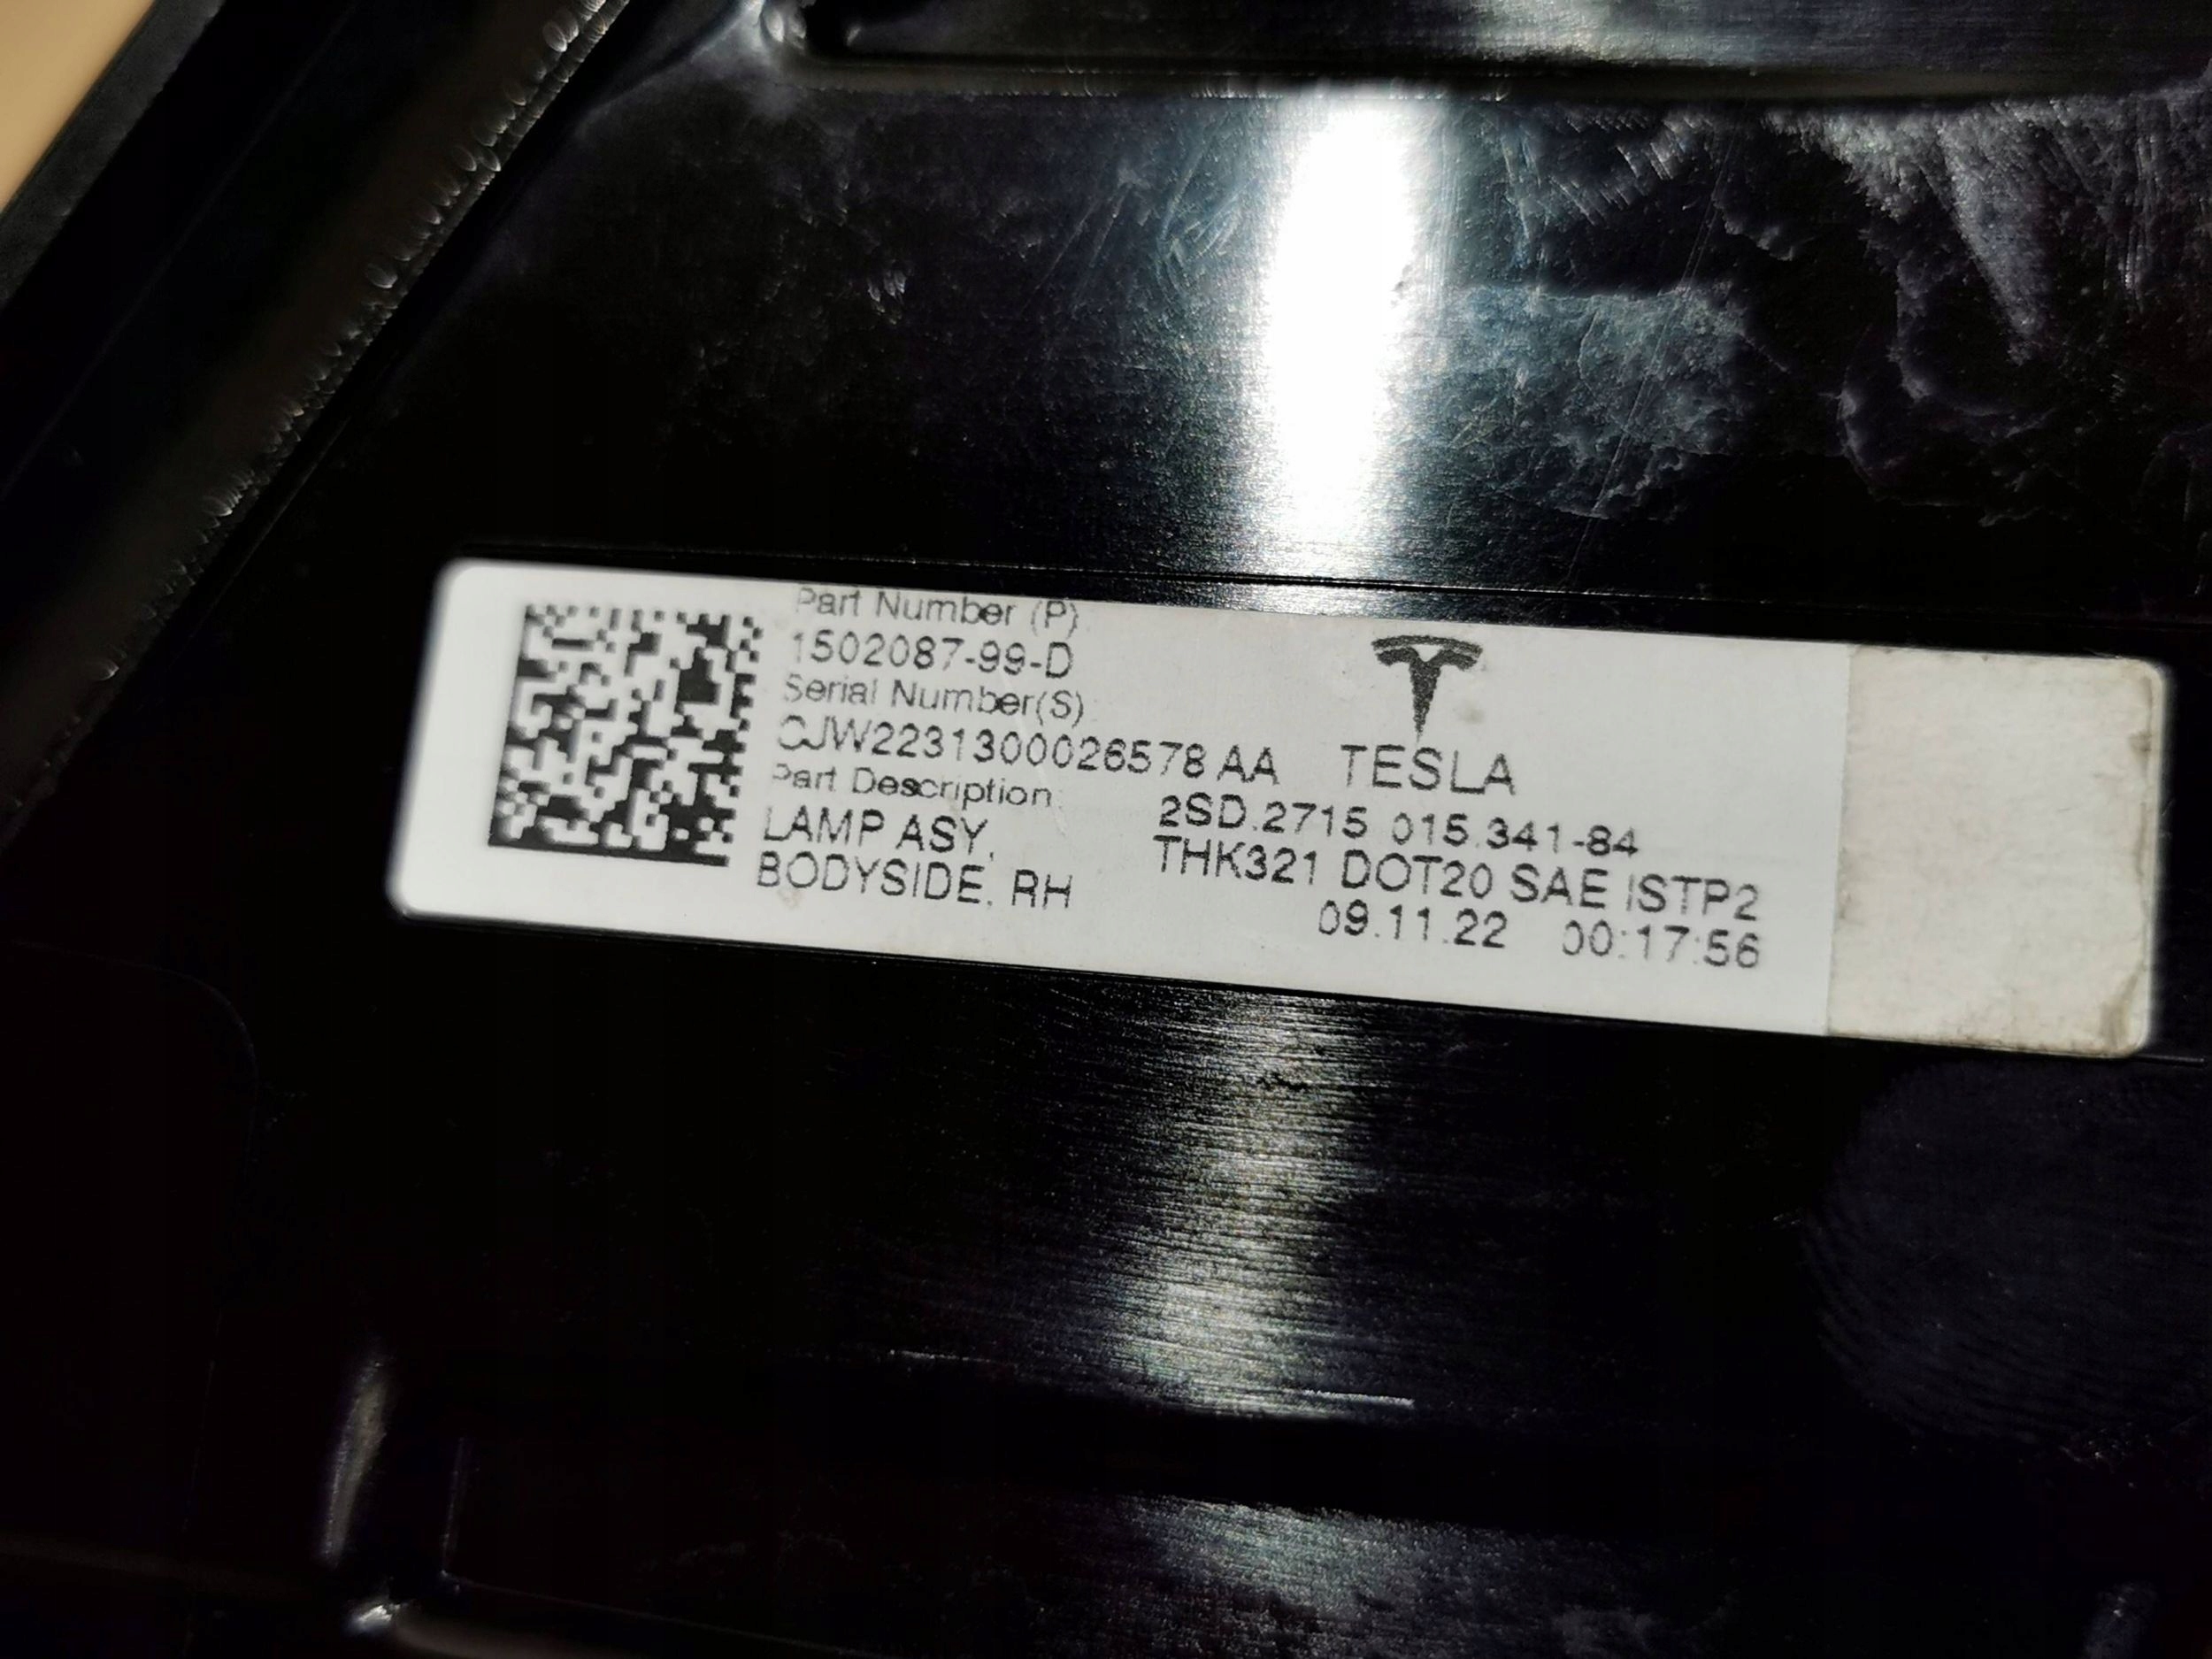 Part Number (P)
1502087-99-D
Serial Number(S)
CJW2231300026578 AA
Part Description
LAMP ASY,
BODYSIDE, RH
TESLA
2SD.2715 015.341-84
THK321 DOT20 SAE ISTP2
09.11.22 00:17:56